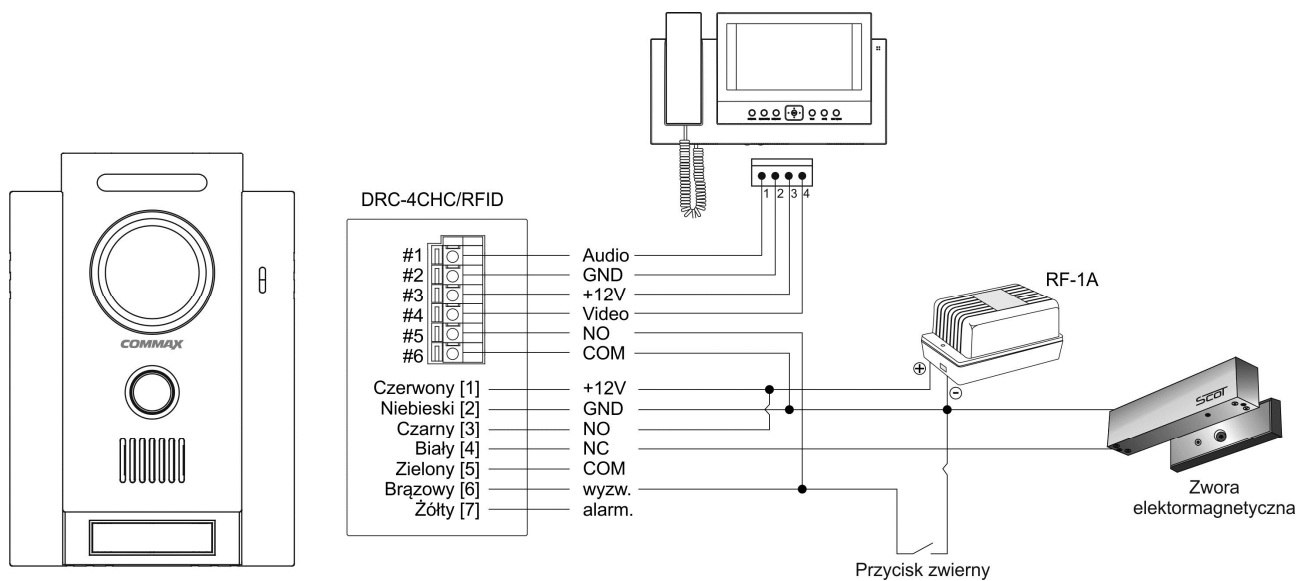 COMMAX
DRC-4CHC/RFID
#1 Audio
#2 GND
#3 +12V
#4 Video
#5 NO
#6 COM
Czerwony [1] +12V
Niebieski [2] GND
Czarny [3] NO
Biały [4] NC
Zielony [5] COM
Brązowy [6] wyzw.
Żółty [7] alarm.
1 2 3 4
RF-1A
+
−
SCOT
Zwora
elektormagnetyczna
Przycisk zwierny